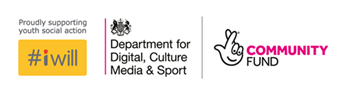 Proudly supporting
youth social action
#iwill
Department for
Digital, Culture
Media & Sport
COMMUNITY
FUND